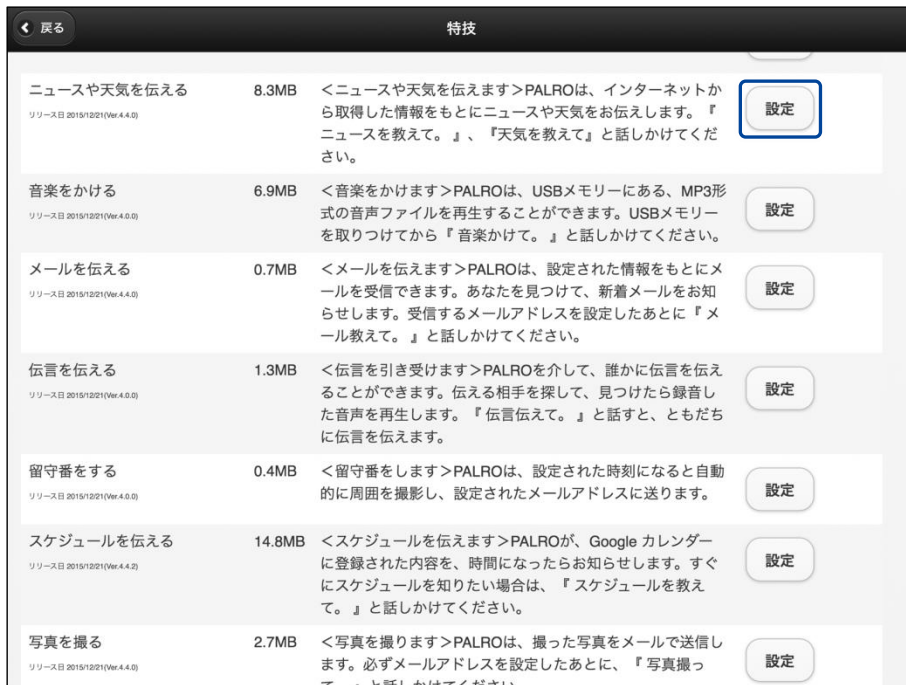 戻る
特技
ニュースや天気を伝える 8.3MB ＜ニュースや天気を伝えます＞PALROは、インターネットか
リリース日 2015/12/21(Ver.4.4.0) ら取得した情報をもとにニュースや天気をお伝えします。『
ニュースを教えて。 』、『天気を教えて』と話しかけてくだ
さい。
設定
音楽をかける 6.9MB ＜音楽をかけます＞PALROは、USBメモリーにある、MP3形
リリース日 2015/12/21(Ver.4.0.0) 式の音声ファイルを再生することができます。USBメモリー
を取りつけてから『 音楽かけて。 』と話しかけてください。
設定
メールを伝える 0.7MB ＜メールを伝えます＞PALROは、設定された情報をもとにメ
リリース日 2015/12/21(Ver.4.4.0) ールを受信できます。あなたを見つけて、新着メールをお知
らせします。受信するメールアドレスを設定したあとに『 メ
ール教えて。 』と話しかけてください。
設定
伝言を伝える 1.3MB ＜伝言を引き受けます＞PALROを介して、誰かに伝言を伝え
リリース日 2015/12/21(Ver.4.0.0) ることができます。伝える相手を探して、見つけたら録音し
た音声を再生します。『 伝言伝えて。 』と話すと、ともだち
に伝言を伝えます。
設定
留守番をする 0.4MB ＜留守番をします＞PALROは、設定された時刻になると自動
リリース日 2015/12/21(Ver.4.0.0) 的に周囲を撮影し、設定されたメールアドレスに送ります。
設定
スケジュールを伝える 14.8MB ＜スケジュールを伝えます＞PALROが、Google カレンダー
リリース日 2015/12/21(Ver.4.4.2) に登録された内容を、時間になったらお知らせします。すぐ
にスケジュールを知りたい場合は、『 スケジュールを教え
て。 』と話しかけてください。
設定
写真を撮る 2.7MB ＜写真を撮ります＞PALROは、撮った写真をメールで送信し
リリース日 2015/12/21(Ver.4.4.0) ます。必ずメールアドレスを設定したあとに、『 写真撮っ
設定